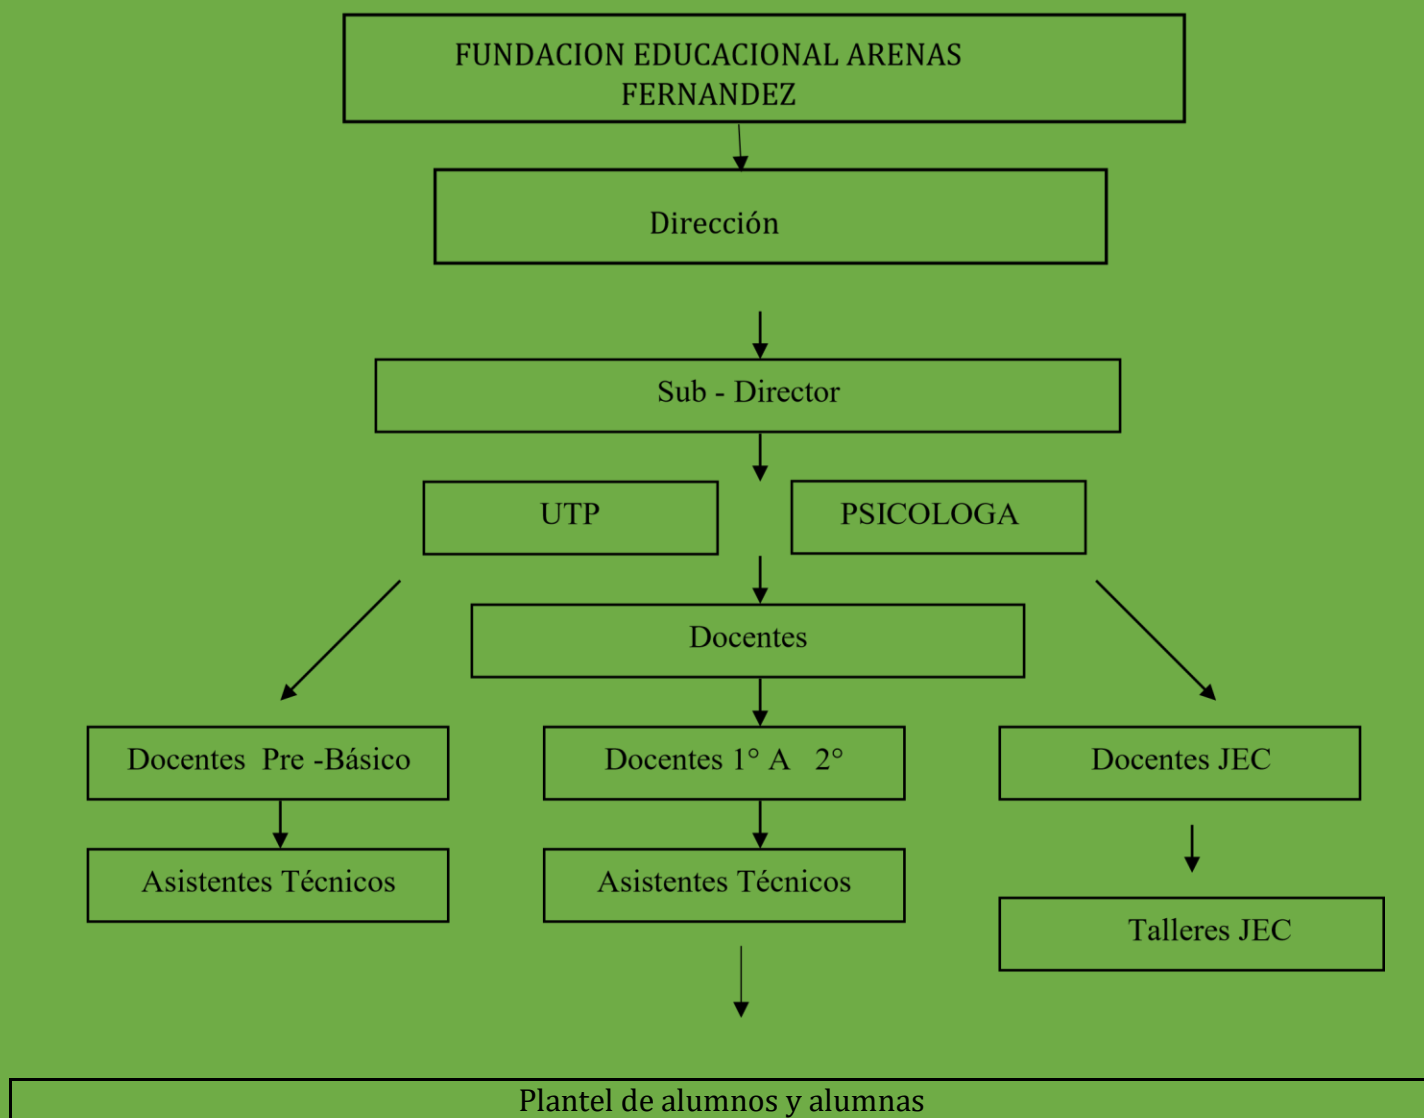 FUNDACION EDUCACIONAL ARENAS
FERNANDEZ
Dirección
Sub - Director
UTP
PSICOLOGA
Docentes
Docentes Pre -Básico
Docentes 1° A 2°
Docentes JEC
Asistentes Técnicos
Asistentes Técnicos
Talleres JEC
Plantel de alumnos y alumnas